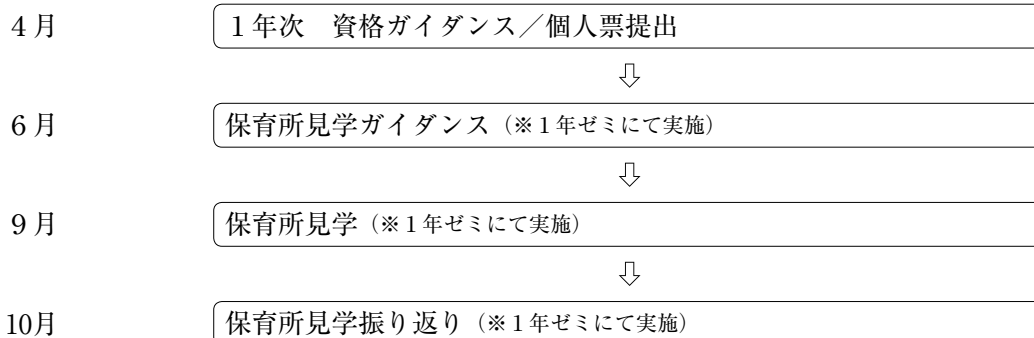 ４月　１年次　資格ガイダンス／個人票提出
⇩
６月　保育所見学ガイダンス（※１年ゼミにて実施）
⇩
９月　保育所見学（※１年ゼミにて実施）
⇩
10月　保育所見学振り返り（※１年ゼミにて実施）